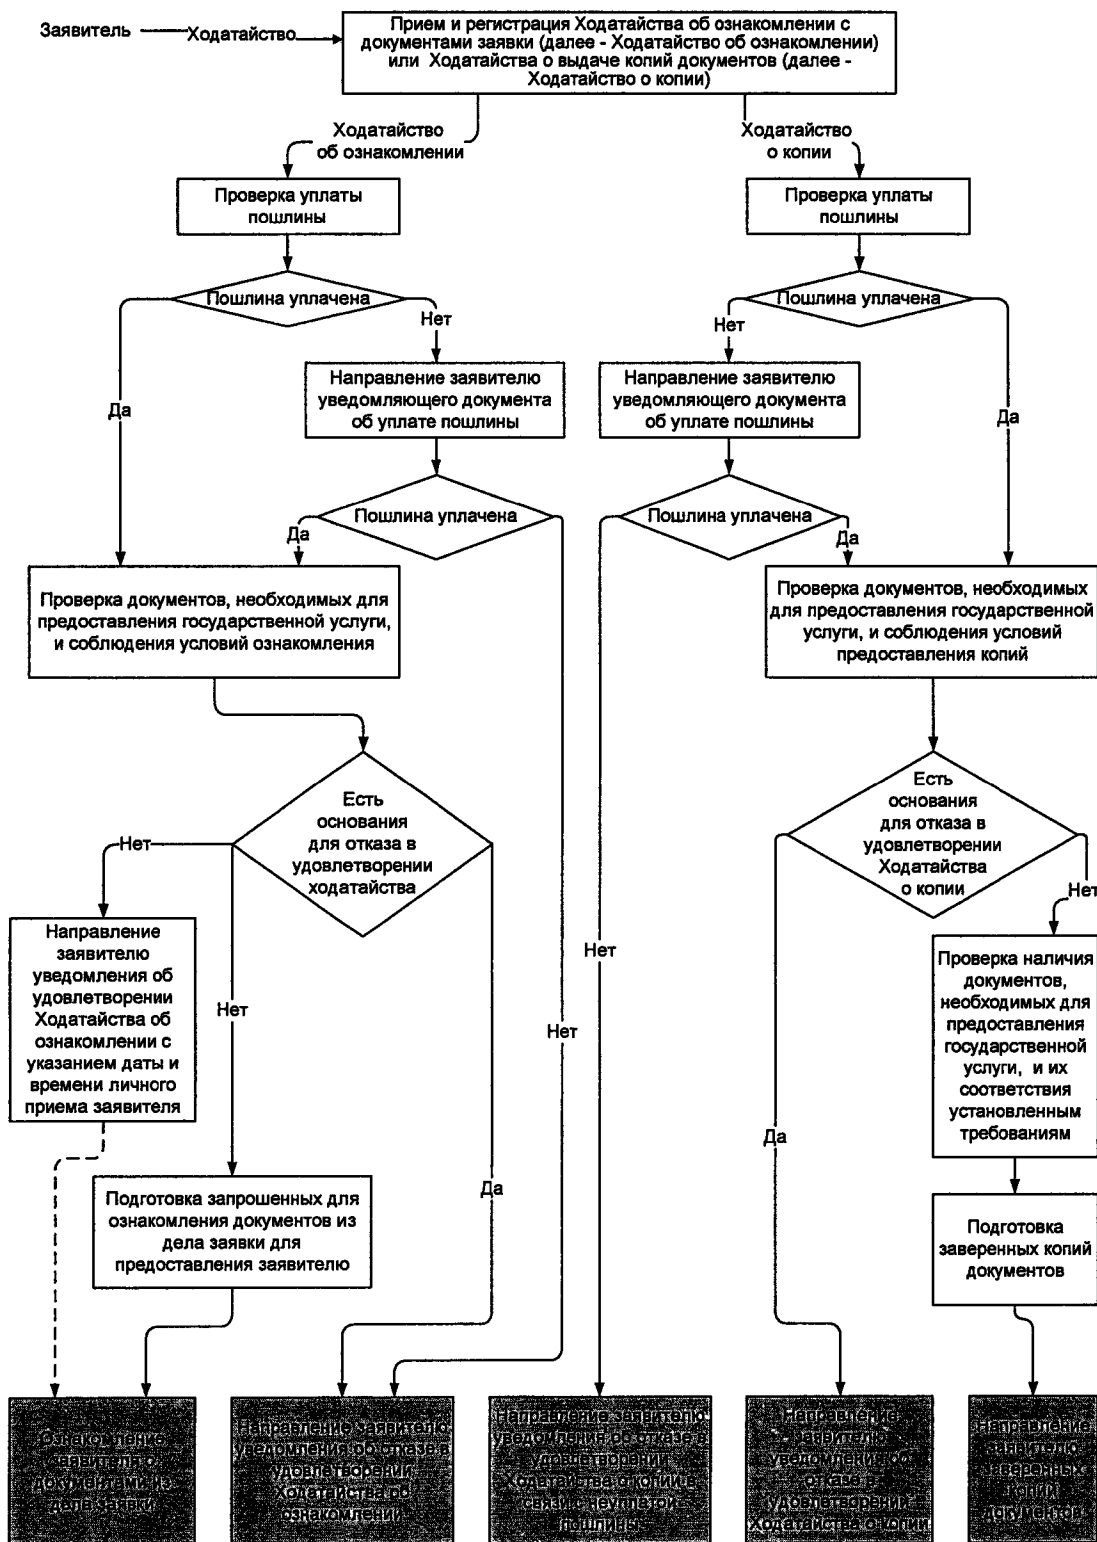 Заявитель
Ходатайство
Прием и регистрация Ходатайства об ознакомлении с
документами заявки (далее - Ходатайство об ознакомлении)
или Ходатайства о выдаче копий документов (далее -
Ходатайство о копии)
Ходатайство
об ознакомлении
Ходатайство
о копии
Проверка уплаты
пошлины
Проверка уплаты
пошлины
Пошлина уплачена
Пошлина уплачена
Нет
Нет
Да
Да
Направление заявителю
уведомляющего документа
об уплате пошлины
Направление заявителю
уведомляющего документа
об уплате пошлины
Пошлина уплачена
Пошлина уплачена
Да
Да
Проверка документов, необходимых для
предоставления государственной услуги,
и соблюдения условий ознакомления
Проверка документов, необходимых
для предоставления государственной
услуги, и соблюдения условий
предоставления копий
Есть
основания
для отказа в
удовлетворении
ходатайства
Есть
основания
для отказа в
удовлетворении
Ходатайства
о копии
Нет
Нет
Направление
заявителю
уведомления об
удовлетворении
Ходатайства об
ознакомлении с
указанием даты и
времени личного
приема заявителя
Нет
Нет
Нет
Проверка наличия
документов,
необходимых для
предоставления
государственной
услуги, и их
соответствия
установленным
требованиям
Да
Да
Подготовка запрошенных для
ознакомления документов из
дела заявки для
предоставления заявителю
Подготовка
заверенных копий
документов
Ознакомление
заявителя с
документами из
дела заявки
Направление заявителю
уведомления об отказе в
удовлетворении
Ходатайства об
ознакомлении
Направление заявителю
уведомления об отказе в
удовлетворении
Ходатайства о копии в
связи с неуплатой
пошлины
Направление
заявителю
уведомления об
отказе в
удовлетворении
Ходатайства о копии
Направление
заявителю
заверенных
копий
документов